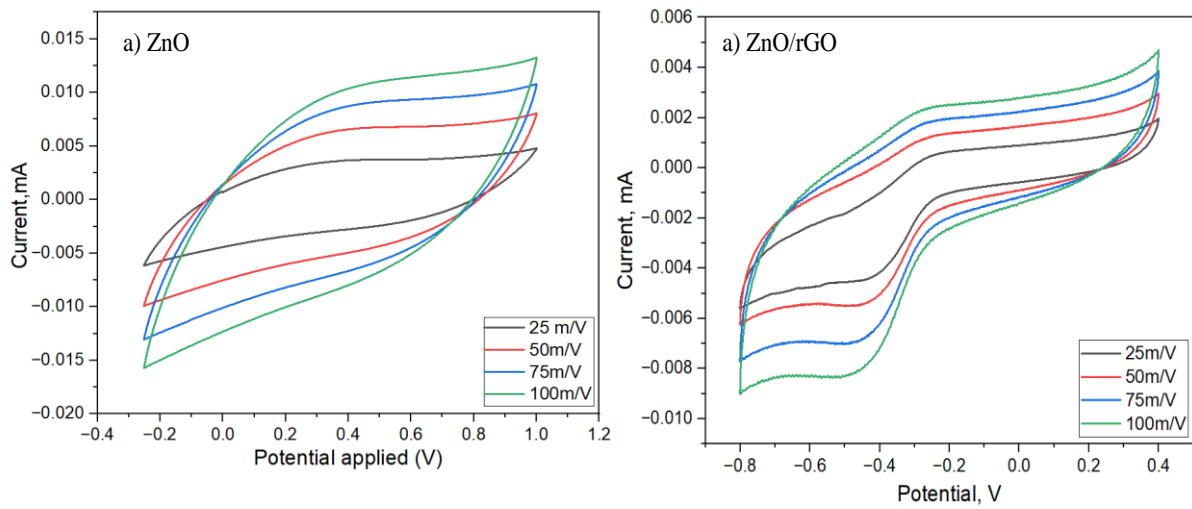 a) ZnO
0.015
0.010
0.005
0.000
−0.005
−0.010
−0.015
−0.020
Current,mA
−0.4
−0.2
0.0
0.2
0.4
0.6
0.8
1.0
1.2
Potential applied (V)
25 m/V
50m/V
75m/V
100m/V
a) ZnO/rGO
0.006
0.004
0.002
0.000
−0.002
−0.004
−0.006
−0.008
−0.010
Current, mA
−0.8
−0.6
−0.4
−0.2
0.0
0.2
0.4
Potential, V
25m/V
50m/V
75m/V
100m/V